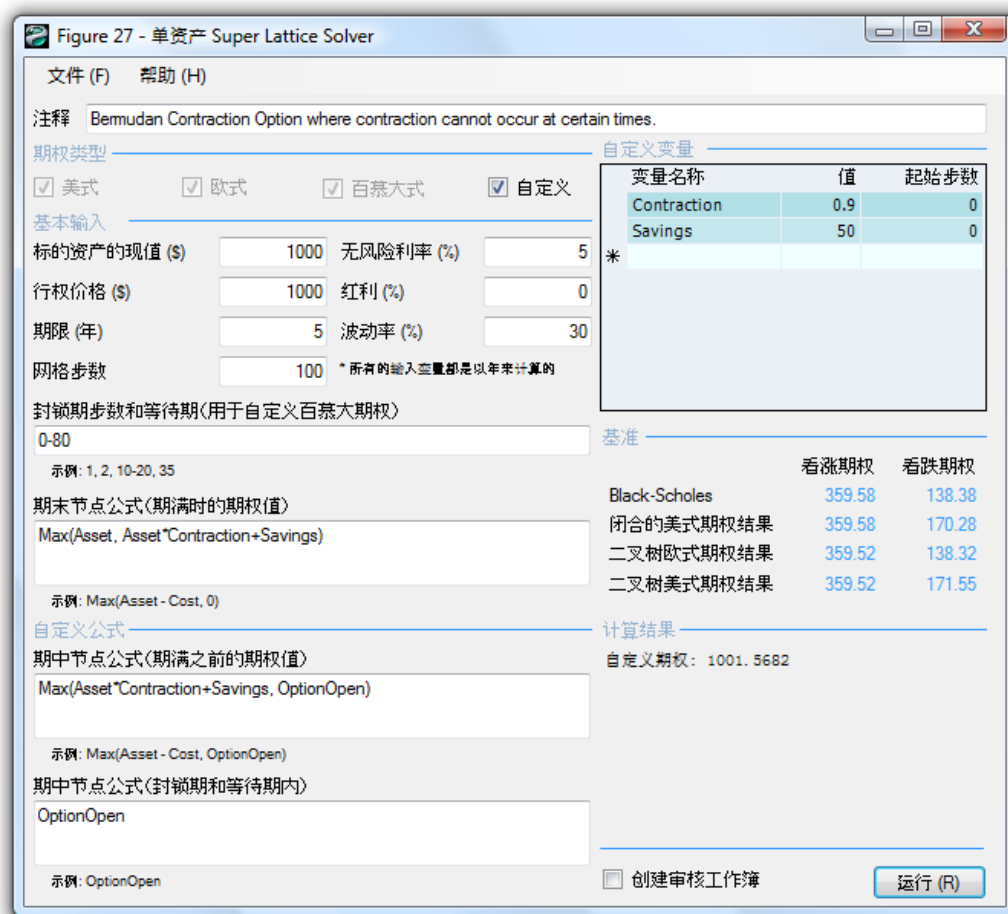 Figure 27 - 单资产 Super Lattice Solver
文件 (F) 帮助 (H)
注释 Bermudan Contraction Option where contraction cannot occur at certain times.
期权类型
美式 欧式 百慕大式 自定义
基本输入
标的资产的现值 ($) 1000 无风险利率 (%) 5
行权价格 ($) 1000 红利 (%) 0
期限 (年) 5 波动率 (%) 30
网格步数 100 * 所有的输入变量都是以年来计算的
封锁期步数和等待期(用于自定义百慕大期权)
0-80
示例: 1, 2, 10-20, 35
期末节点公式(期满时的期权值)
Max(Asset, Asset*Contraction+Savings)
示例: Max(Asset - Cost, 0)
自定义公式
期中节点公式(期满之前的期权值)
Max(Asset*Contraction+Savings, OptionOpen)
示例: Max(Asset - Cost, OptionOpen)
期中节点公式(封锁期和等待期内)
OptionOpen
示例: OptionOpen
自定义变量
变量名称 值 起始步数
Contraction 0.9 0
Savings 50 0
*
基准
看涨期权 看跌期权
Black-Scholes 359.58 138.38
闭合的美式期权结果 359.58 170.28
二叉树欧式期权结果 359.52 138.32
二叉树美式期权结果 359.52 171.55
计算结果
自定义期权: 1001.5682
创建审核工作簿 运行 (R)